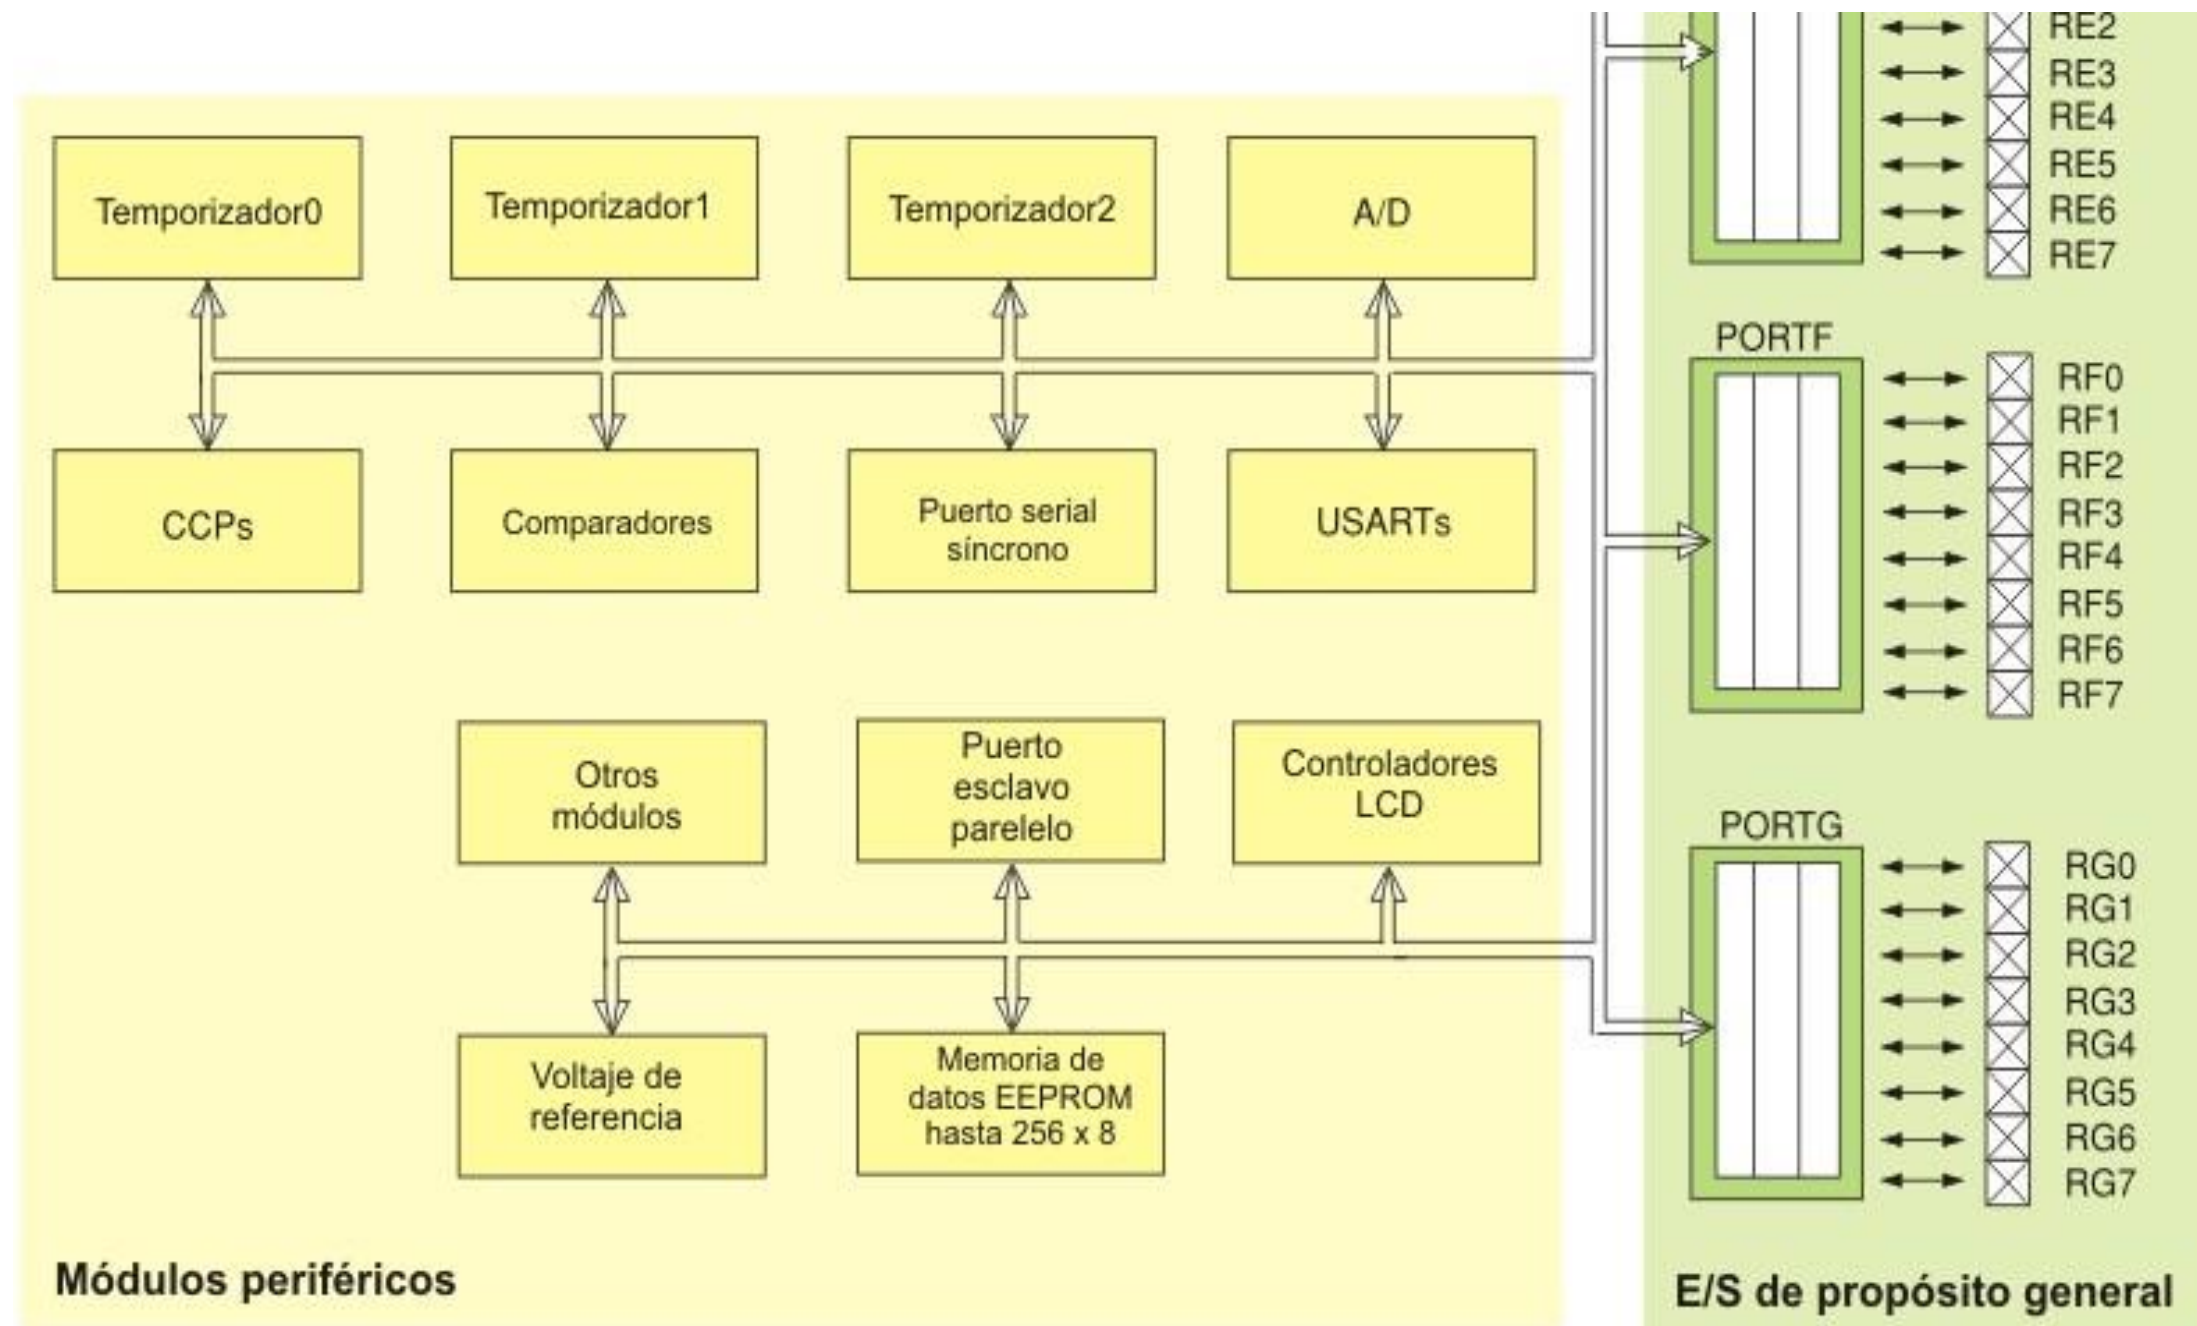 Temporizador0
Temporizador1
Temporizador2
A/D
CCPs
Comparadores
Puerto serial
síncrono
USARTs
Otros
módulos
Puerto
esclavo
parelelo
Controladores
LCD
Voltaje de
referencia
Memoria de
datos EEPROM
hasta 256 x 8
Módulos periféricos
RE2
RE3
RE4
RE5
RE6
RE7
PORTF
RF0
RF1
RF2
RF3
RF4
RF5
RF6
RF7
PORTG
RG0
RG1
RG2
RG3
RG4
RG5
RG6
RG7
E/S de propósito general